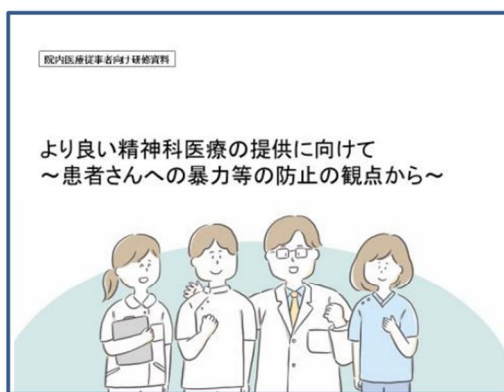 院内医療従事者向け研修資料
より良い精神科医療の提供に向けて
～患者さんへの暴力等の防止の観点から～